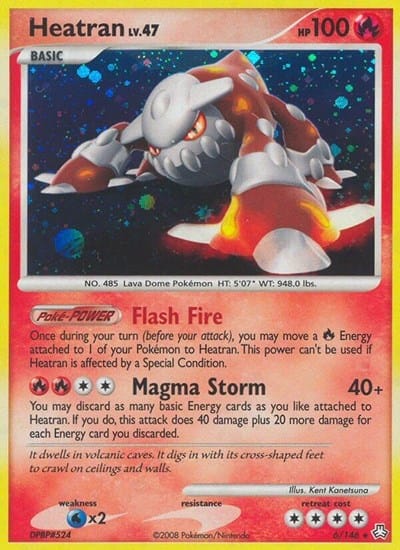 Heatran LV.47 HP 100
BASIC
NO. 485 Lava Dome Pokémon HT: 5'07" WT: 948.0 lbs.
Poké-POWER Flash Fire
Once during your turn (before your attack), you may move a Energy
attached to 1 of your Pokémon to Heatran. This power can't be used if
Heatran is affected by a Special Condition.
Magma Storm 40+
You may discard as many basic Energy cards as you like attached to
Heatran. If you do, this attack does 40 damage plus 20 more damage for
each Energy card you discarded.
It dwells in volcanic caves. It digs in with its cross-shaped feet
to crawl on ceilings and walls.
Illus. Kent Kanetsuna
weakness resistance retreat cost
x2
DPBP#524 ©2008 Pokémon/Nintendo 6/146